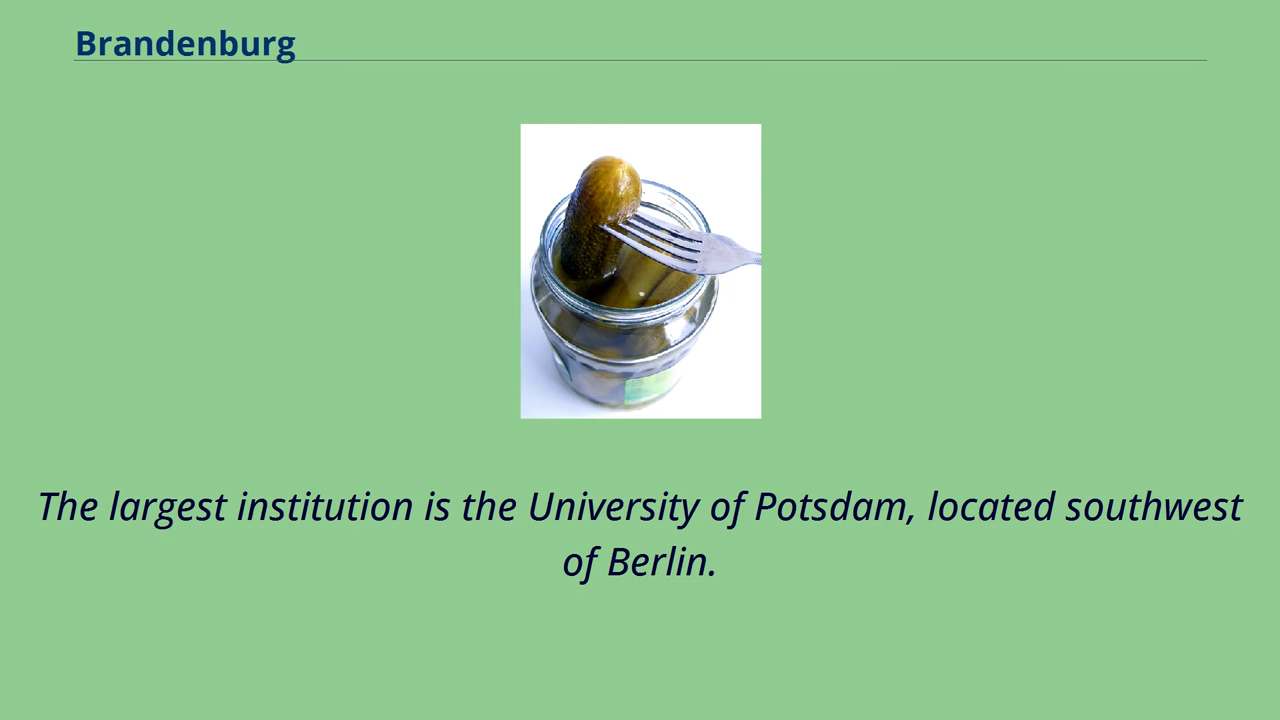 Brandenburg
The largest institution is the University of Potsdam, located southwest
of Berlin.